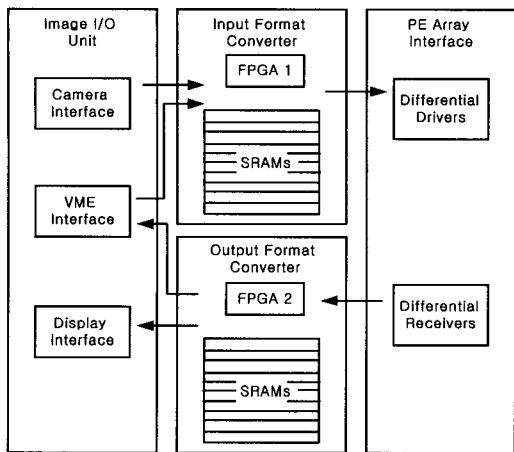 Image I/O
Unit
Camera
Interface
VME
Interface
Display
Interface
Input Format
Converter
FPGA 1
SRAMs
Output Format
Converter
FPGA 2
SRAMs
PE Array
Interface
Differential
Drivers
Differential
Receivers